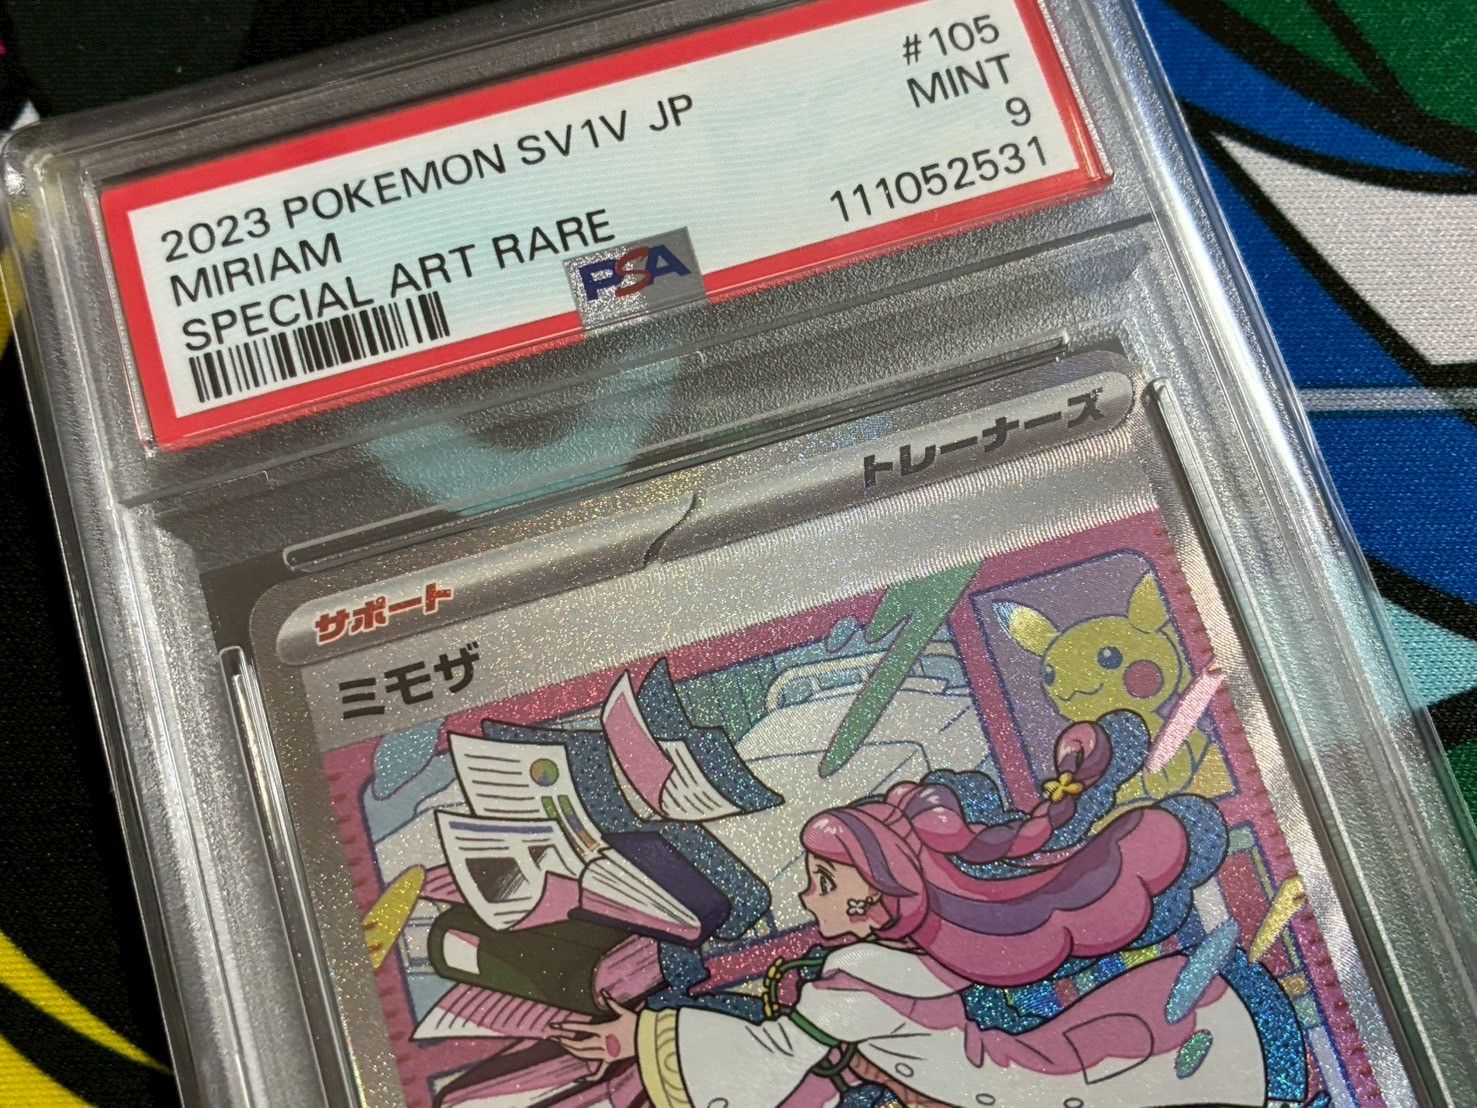 2023 POKEMON SV1V JP
#105
MIRIAM
MINT
SPECIAL ART RARE
9
111052531
PSA
トレーナーズ
サポート
ミモザ